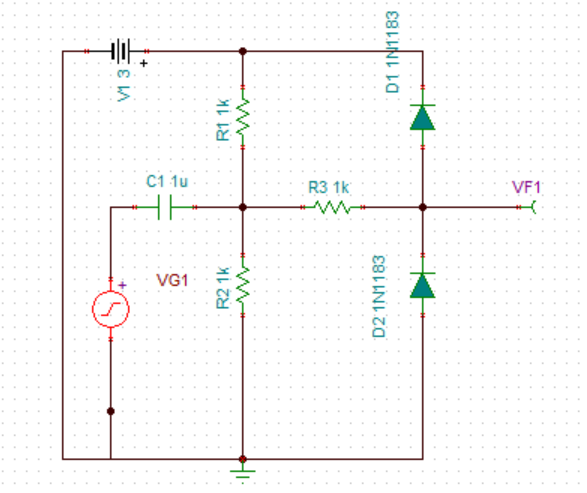 D1 1N1183
V1 3
+
R1 1k
C1 1u
R3 1k
VF1
+
VG1
R2 1k
D2 1N1183